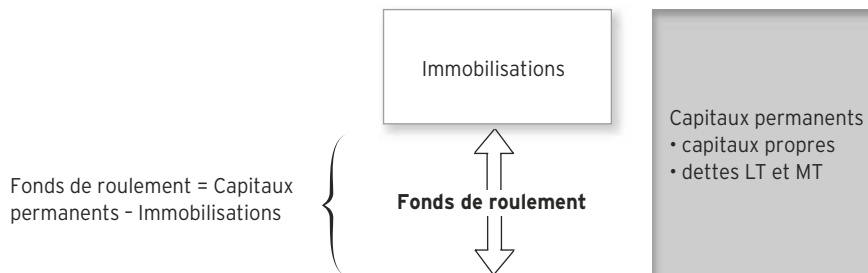 Immobilisations
Capitaux permanents
• capitaux propres
• dettes LT et MT
Fonds de roulement = Capitaux
permanents – Immobilisations
Fonds de roulement